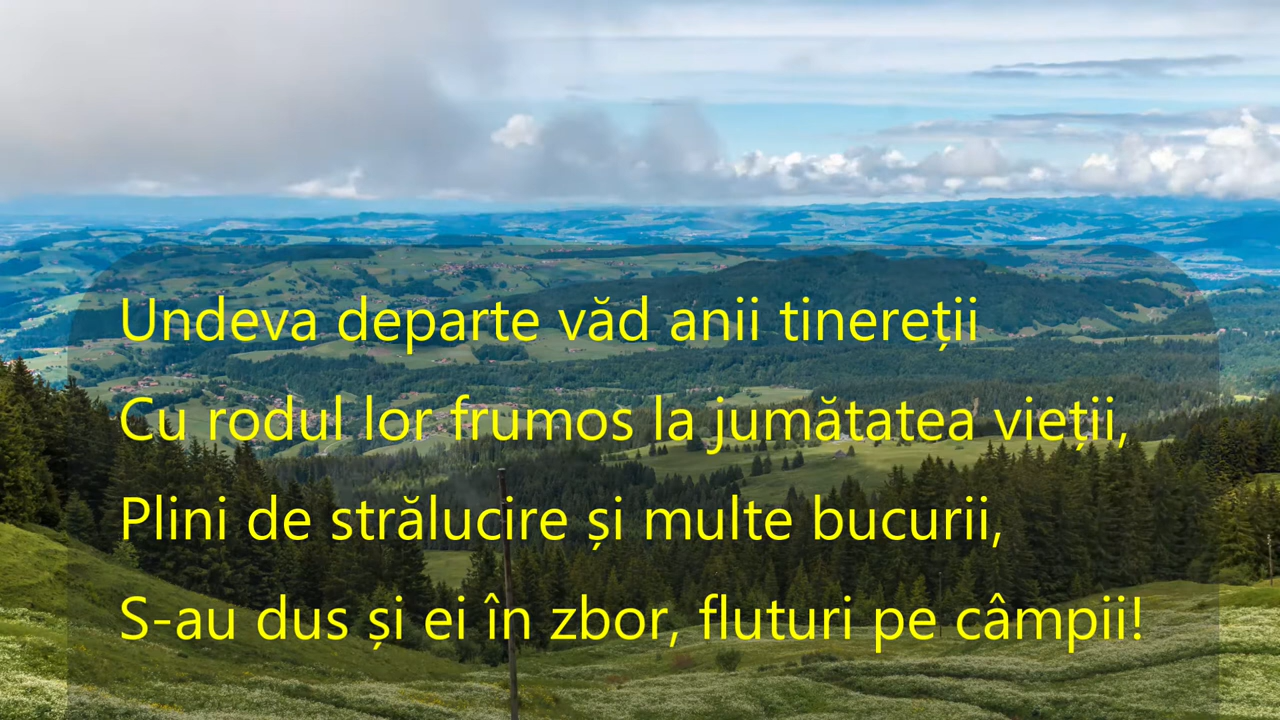 Undeva departe văd anii tinereții
Cu rodul lor frumos la jumătatea vieții,
Plini de strălucire și multe bucurii,
S-au dus și ei în zbor, fluturi pe câmpii!